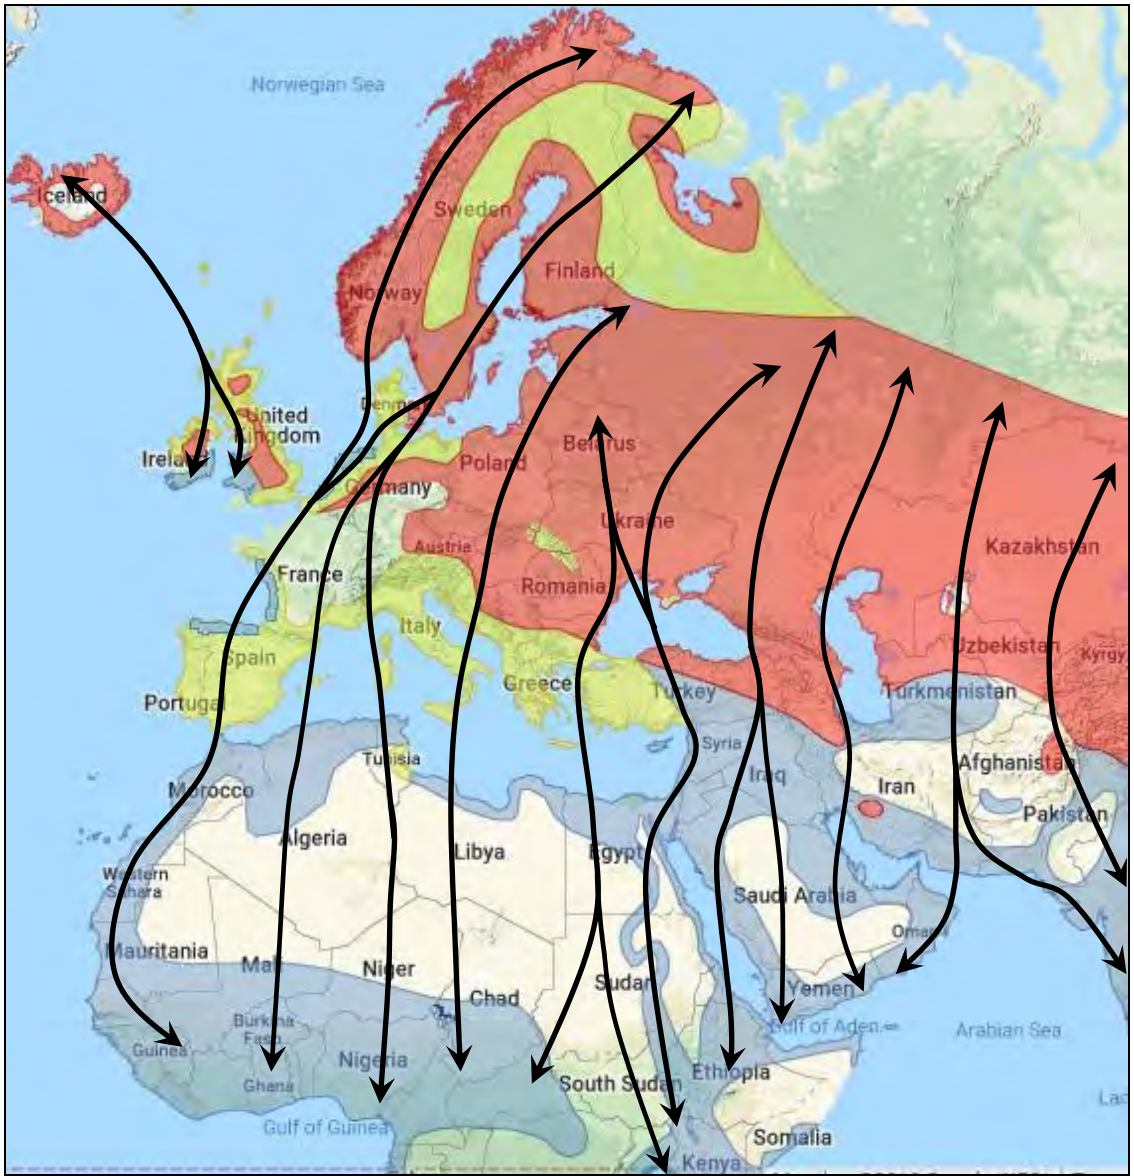 Norwegian Sea
Iceland
Sweden
Finland
Norway
Denmark
United
Kingdom
Ireland
Belarus
Poland
Germany
Ukraine
Austria
Kazakhstan
France
Romania
Italy
Uzbekistan
Kyrgy
Spain
Greece
Turkey
Turkmenistan
Portugal
Syria
Tunisia
Afghanistan
Iraq
Morocco
Iran
Pakistan
Algeria
Libya
Egypt
Western
Sahara
Saudi Arabia
Oman
Mauritania
Mali
Niger
Sudan
Yemen
Chad
Burkina
Faso
Gulf of Aden
Arabian Sea
Guinea
Nigeria
Ghana
South Sudan
Ethiopia
Lac
Gulf of Guinea
Somalia
Kenya